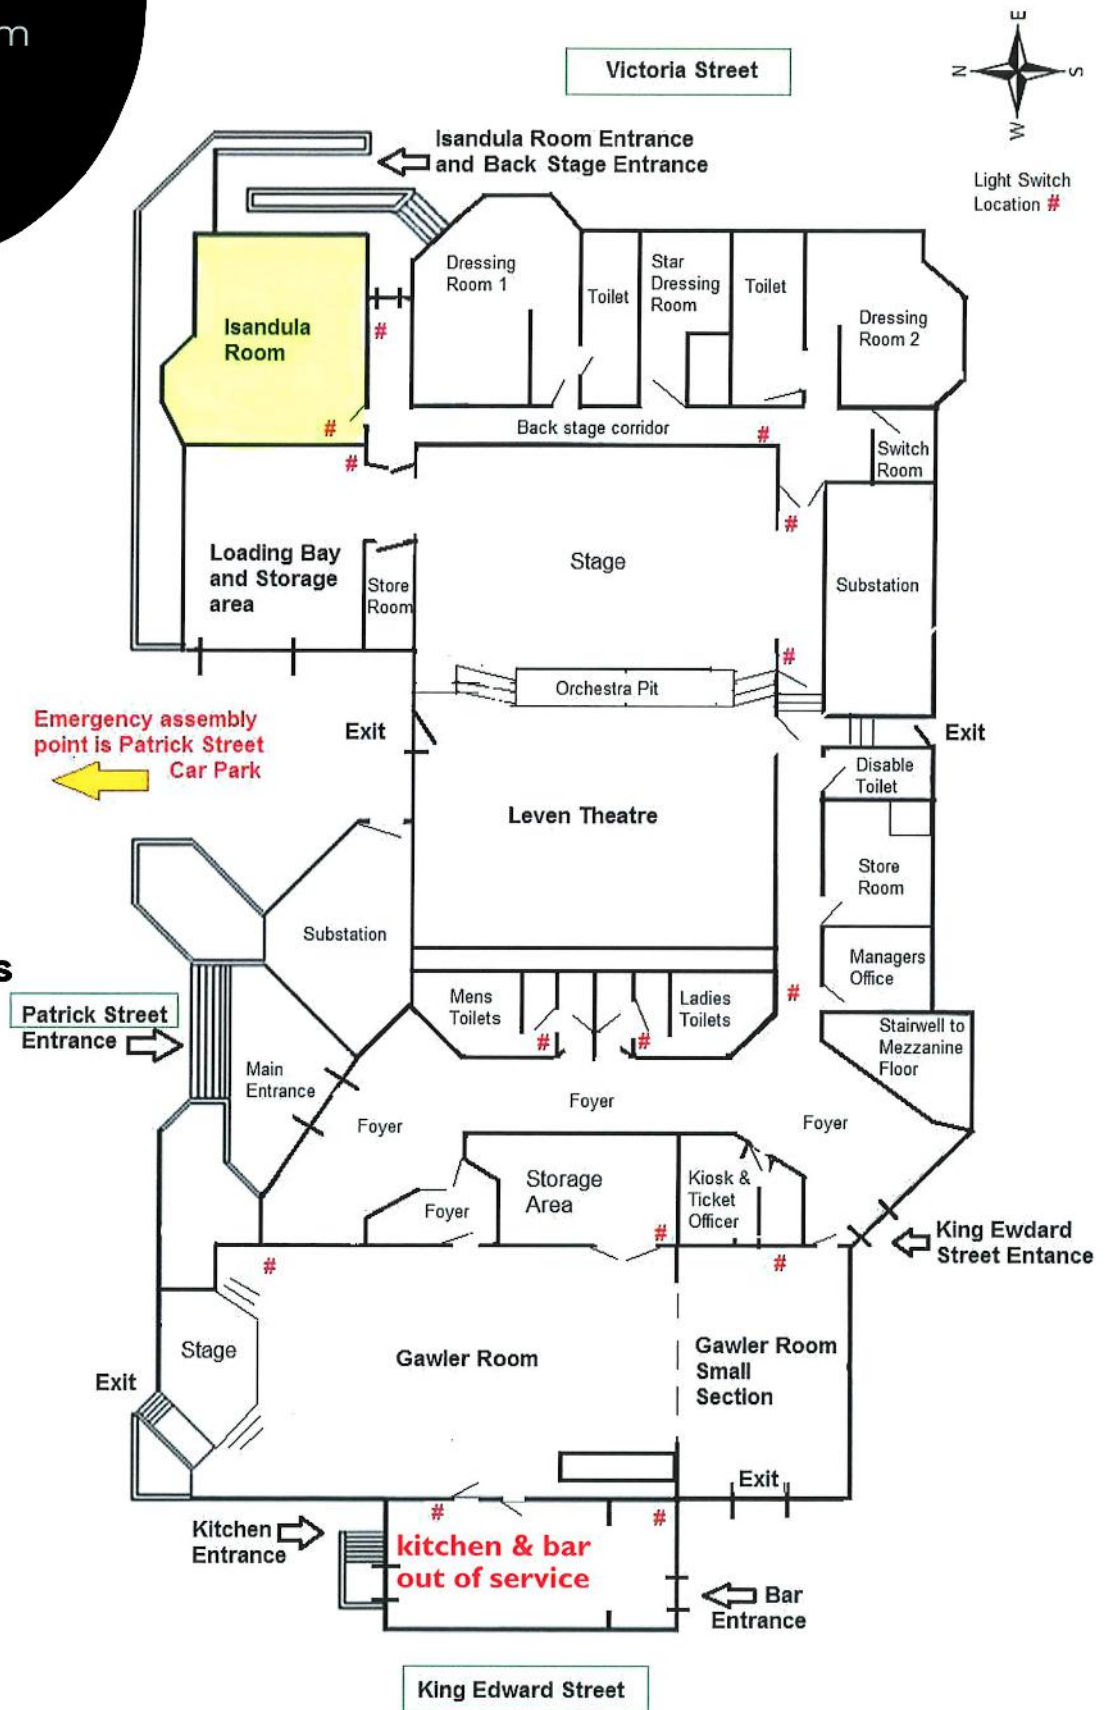 m
Victoria Street
E
N
S
W
Isandula Room Entrance
and Back Stage Entrance
Light Switch
Location #
Dressing
Room 1
Toilet
Star
Dressing
Room
Toilet
Dressing
Room 2
Isandula
Room
#
#
Back stage corridor
#
Switch
Room
#
#
Loading Bay
and Storage
area
Store
Room
Stage
Substation
#
Orchestra Pit
Emergency assembly
point is Patrick Street
Car Park
Exit
Exit
Disable
Toilet
Leven Theatre
Store
Room
Substation
Managers
Office
s
Patrick Street
Entrance
Mens
Toilets
Ladies
Toilets
#
#
#
Stairwell to
Mezzanine
Floor
Main
Entrance
Foyer
Foyer
Foyer
Storage
Area
Kiosk &
Ticket
Officer
Foyer
#
King Ewdard
Street Entance
#
#
Stage
Gawler Room
Gawler Room
Small
Section
Exit
Exit
Kitchen
Entrance
#
#
kitchen & bar
out of service
Bar
Entrance
King Edward Street